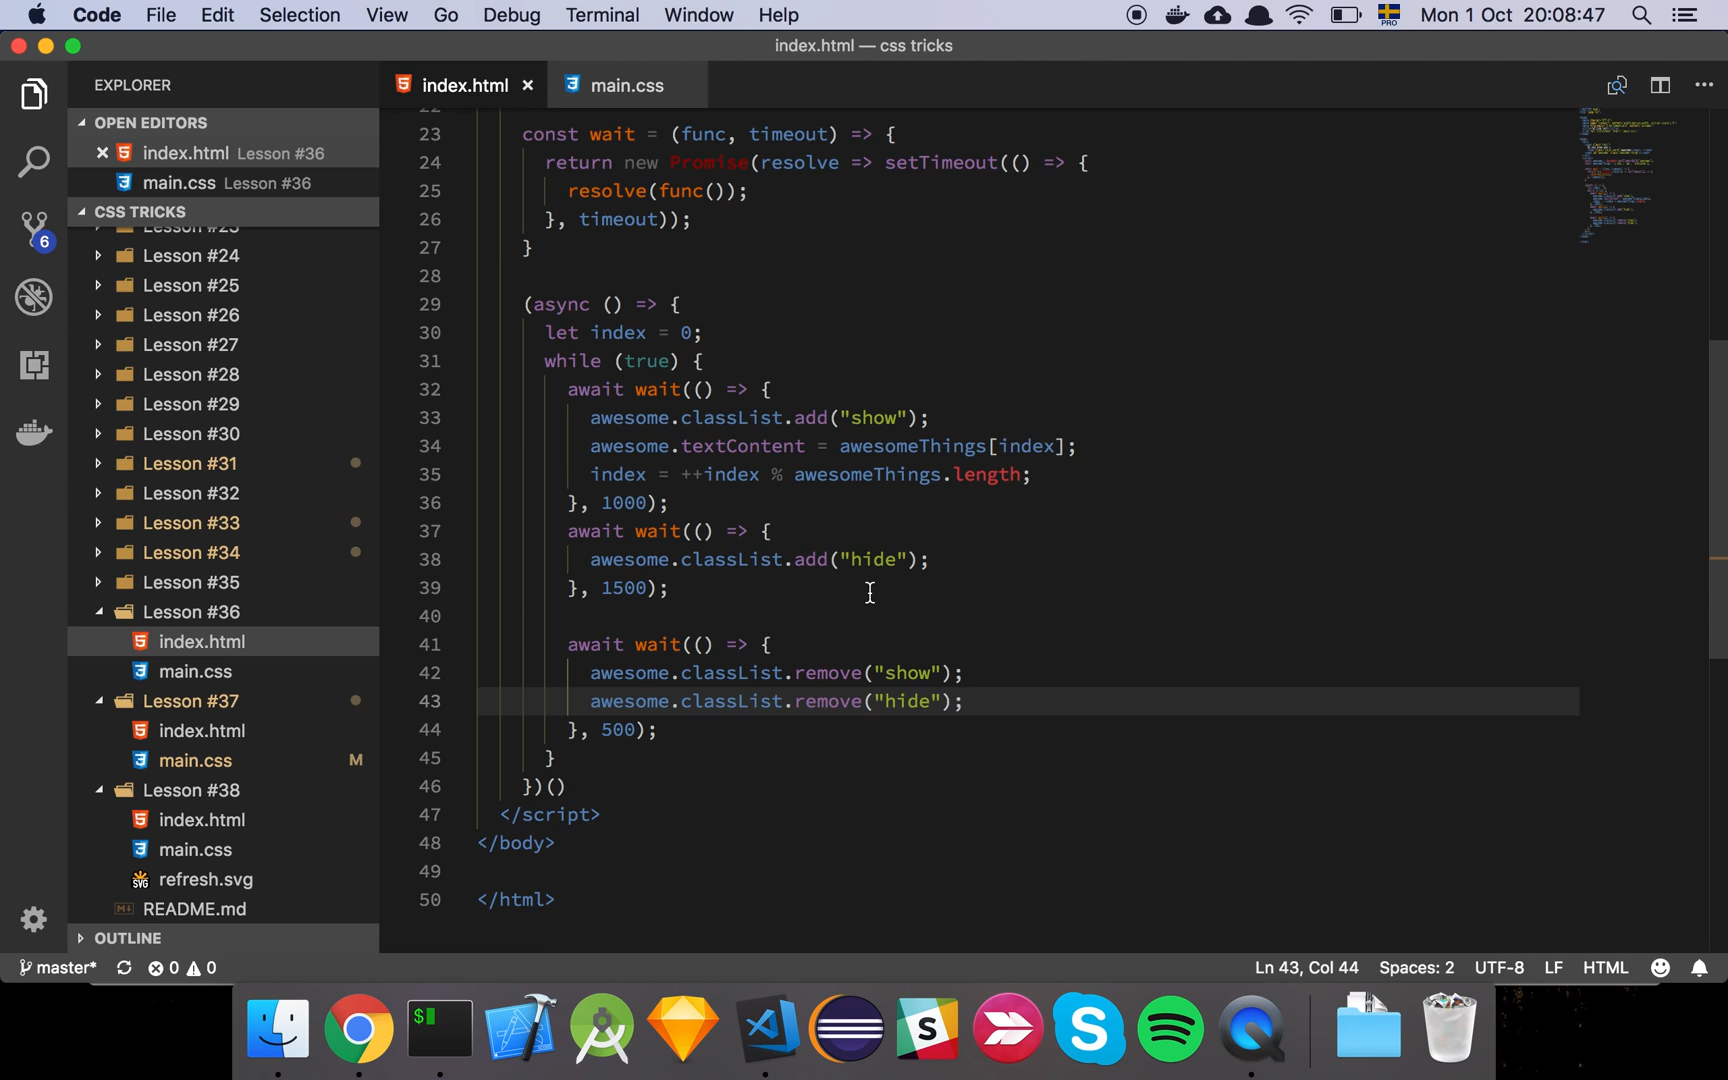 Code File Edit Selection View Go Debug Terminal Window Help PRO Mon 1 Oct 20:08:47
index.html — css tricks
EXPLORER
OPEN EDITORS
index.html Lesson #36
main.css Lesson #36
CSS TRICKS
Lesson #23
Lesson #24
Lesson #25
Lesson #26
Lesson #27
Lesson #28
Lesson #29
Lesson #30
Lesson #31
Lesson #32
Lesson #33
Lesson #34
Lesson #35
Lesson #36
index.html
main.css
Lesson #37
index.html
main.css M
Lesson #38
index.html
main.css
SVG refresh.svg
README.md
OUTLINE
6
index.html main.css
22
23 const wait = (func, timeout) => {
24 return new Promise(resolve => setTimeout(() => {
25 resolve(func());
26 }, timeout));
27 }
28
29 (async () => {
30 let index = 0;
31 while (true) {
32 await wait(() => {
33 awesome.classList.add("show");
34 awesome.textContent = awesomeThings[index];
35 index = ++index % awesomeThings.length;
36 }, 1000);
37 await wait(() => {
38 awesome.classList.add("hide");
39 }, 1500);
40
41 await wait(() => {
42 awesome.classList.remove("show");
43 awesome.classList.remove("hide");
44 }, 500);
45 }
46 })()
47 </script>
48 </body>
49
50 </html>
master* 0 0 Ln 43, Col 44 Spaces: 2 UTF-8 LF HTML
$
S